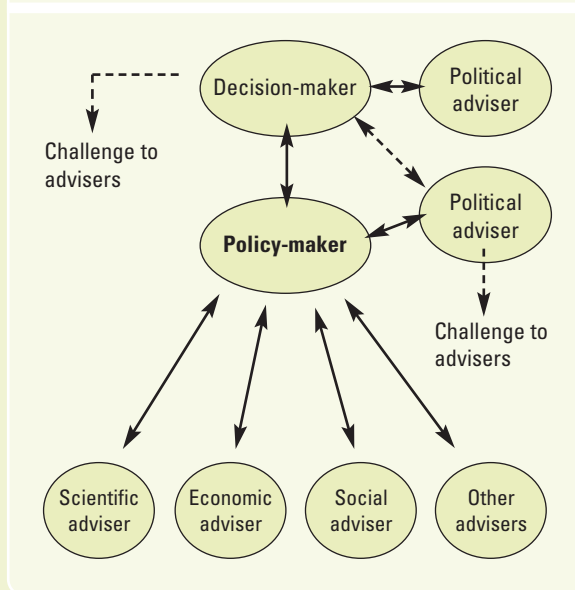 Decision-maker
Political
adviser
Challenge to
advisers
Policy-maker
Political
adviser
Challenge to
advisers
Scientific
adviser
Economic
adviser
Social
adviser
Other
advisers